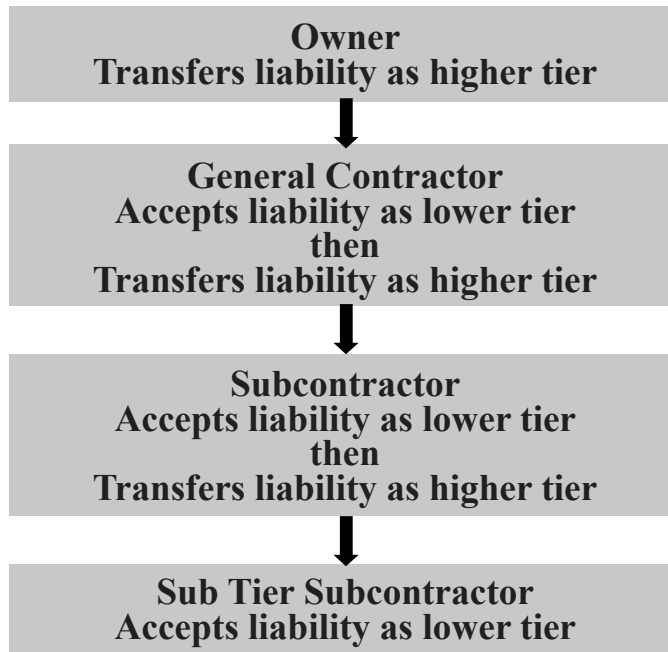 Owner
Transfers liability as higher tier
General Contractor
Accepts liability as lower tier
then
Transfers liability as higher tier
Subcontractor
Accepts liability as lower tier
then
Transfers liability as higher tier
Sub Tier Subcontractor
Accepts liability as lower tier